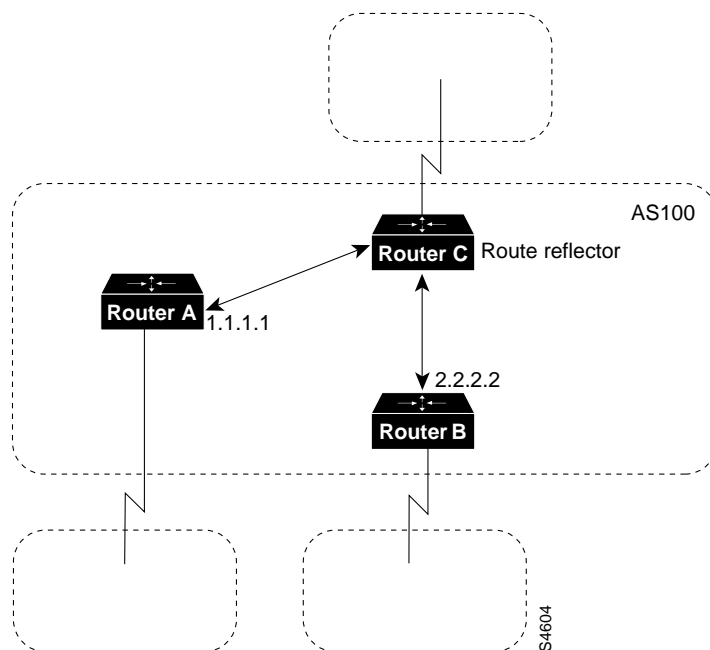 AS100
Router C
Route reflector
Router A
1.1.1.1
2.2.2.2
Router B
S4604